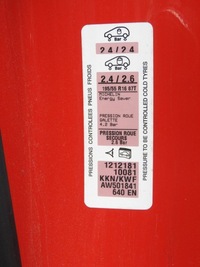 PRESSIONS CONTROLEES PNEUS FROIDS
Bar
2.4 / 2.4
Bar
2.4 / 2.6
195/55 R16 87T
MICHELIN
Energy Saver
PRESSION ROUE
GALETTE
4.2 Bar
PRESSION ROUE
SECOURS
2.6 Bar
1212181
10081
KKN/KWF
AW501841
640 EN
PRESSURE TO BE CONTROLLED COLD TYRES